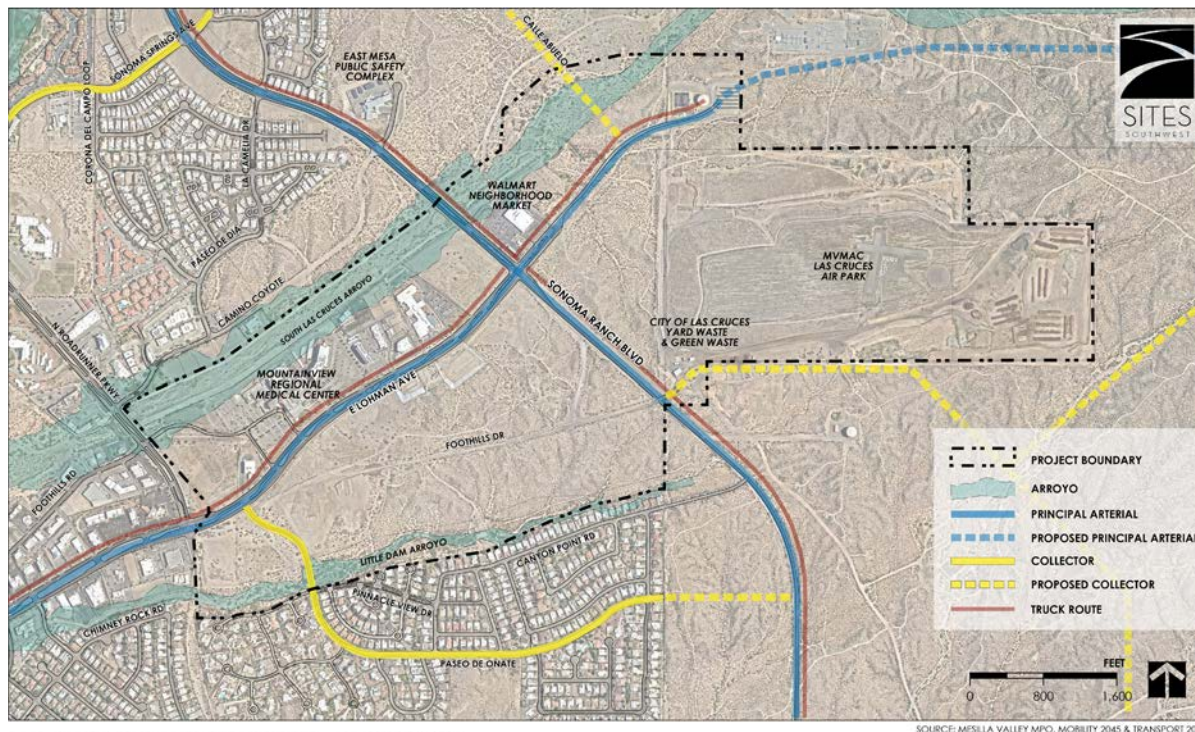 SONOMA SPRINGS AVE
CALLE ABUELO
EAST MESA
PUBLIC SAFETY
COMPLEX
SITES
SOUTHWEST
CORONA DEL CAMPO LOOP
LA CAMELIA DR
WALMART
NEIGHBORHOOD
MARKET
PASEO DE DIA
MVMAC
LAS CRUCES
AIR PARK
CAMINO COYOTE
SOUTH LAS CRUCES ARROYO
SONOMA RANCH BLVD
CITY OF LAS CRUCES
YARD WASTE
& GREEN WASTE
N ROADRUNNER PKWY
MOUNTAINVIEW
REGIONAL
MEDICAL CENTER
E LOHMAN AVE
FOOTHILLS DR
FOOTHILLS RD
PROJECT BOUNDARY
ARROYO
PRINCIPAL ARTERIAL
PROPOSED PRINCIPAL ARTERIAL
COLLECTOR
PROPOSED COLLECTOR
TRUCK ROUTE
LITTLE DAM ARROYO
CANYON POINT RD
PINNACLE VIEW DR
CHIMNEY ROCK RD
PASEO DE OÑATE
FEET
0 800 1,600
SOURCE: MESILLA VALLEY MPO, MOBILITY 2045 & TRANSPORT 20